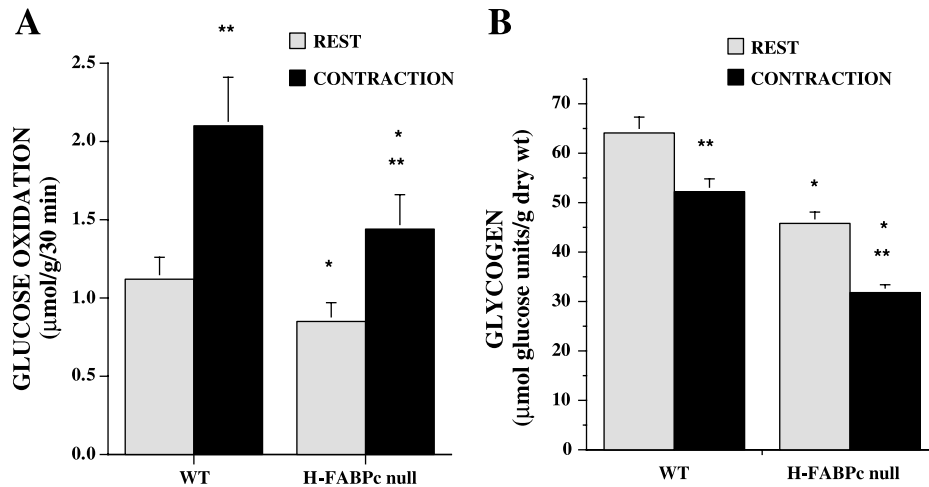 A
REST
CONTRACTION
**
*
**
*
GLUCOSE OXIDATION
(µmol/g/30 min)
2.5
2.0
1.5
1.0
0.5
0.0
WT
H-FABPc null
B
REST
CONTRACTION
**
*
*
**
GLYCOGEN
(µmol glucose units/g dry wt)
70
60
50
40
30
20
10
0
WT
H-FABPc null